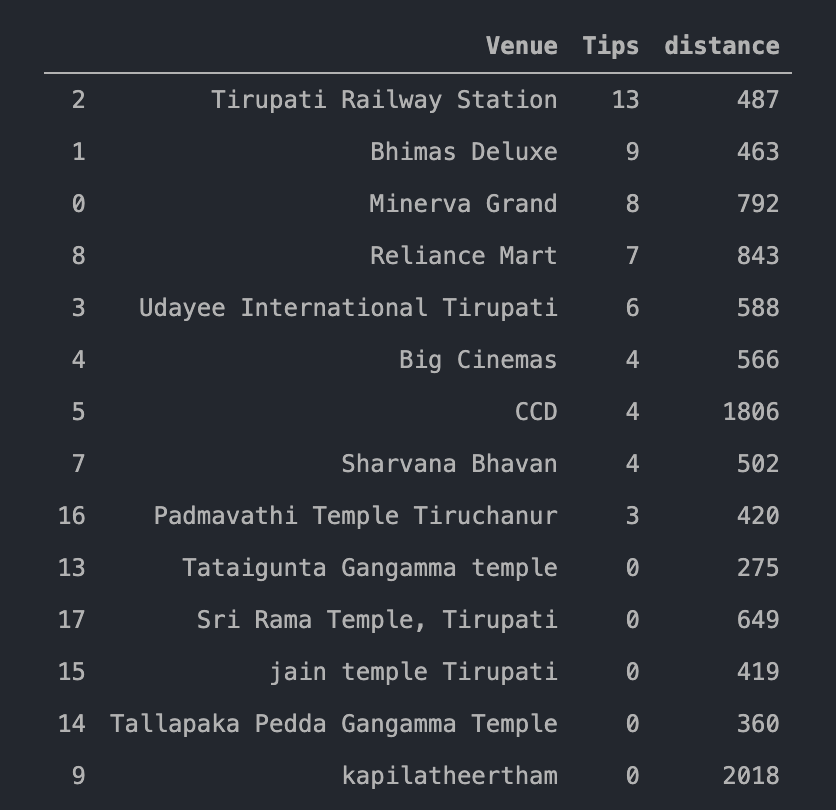 Venue Tips distance
2 Tirupati Railway Station 13 487
1 Bhimas Deluxe 9 463
0 Minerva Grand 8 792
8 Reliance Mart 7 843
3 Udayee International Tirupati 6 588
4 Big Cinemas 4 566
5 CCD 4 1806
7 Sharvana Bhavan 4 502
16 Padmavathi Temple Tiruchanur 3 420
13 Tataigunta Gangamma temple 0 275
17 Sri Rama Temple, Tirupati 0 649
15 jain temple Tirupati 0 419
14 Tallapaka Pedda Gangamma Temple 0 360
9 kapilatheertham 0 2018